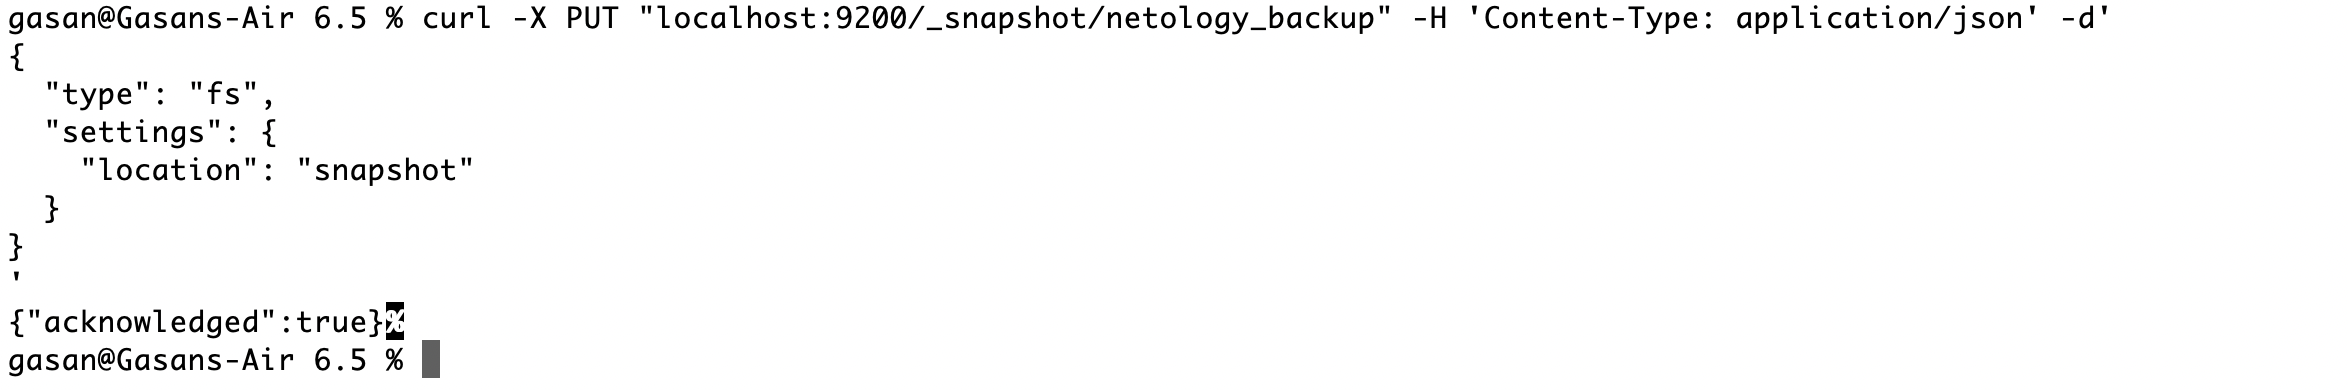 gasan@Gasans-Air 6.5 % curl -X PUT "localhost:9200/_snapshot/netology_backup" -H 'Content-Type: application/json' -d'
{
  "type": "fs",
  "settings": {
    "location": "snapshot"
  }
}
'
{"acknowledged":true}%
gasan@Gasans-Air 6.5 %